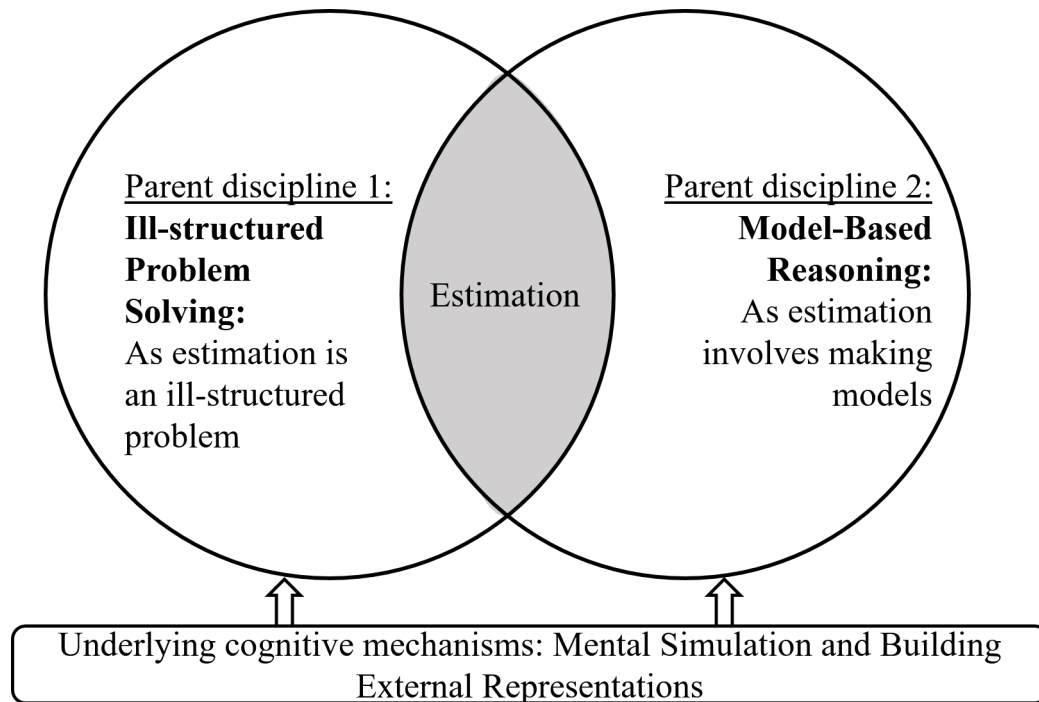 Parent discipline 1:
Ill-structured
Problem
Solving:
As estimation is
an ill-structured
problem
Estimation
Parent discipline 2:
Model-Based
Reasoning:
As estimation
involves making
models
Underlying cognitive mechanisms: Mental Simulation and Building
External Representations